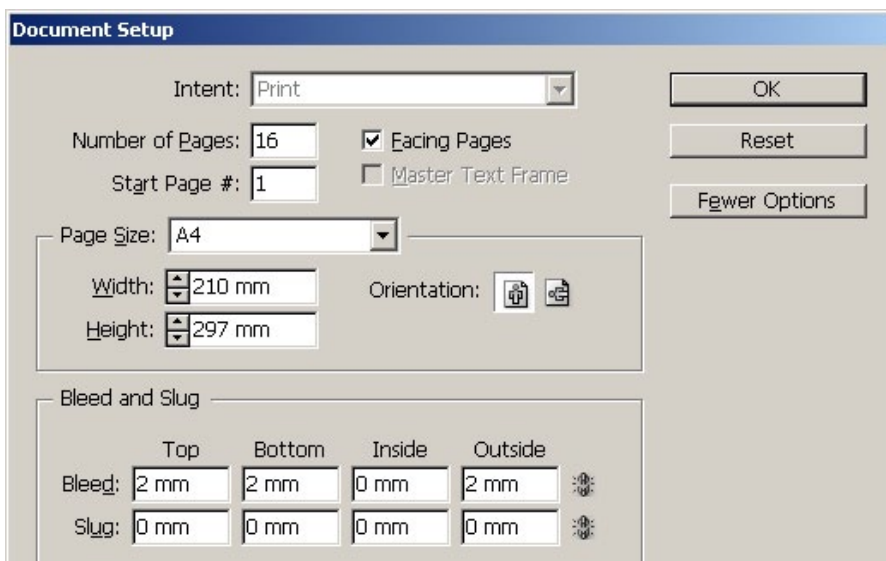 Document Setup
Intent: Print
OK
Number of Pages: 16
Facing Pages
Reset
Start Page #: 1
Master Text Frame
Fewer Options
Page Size: A4
Width: 210 mm
Orientation:
Height: 297 mm
Bleed and Slug
Top Bottom Inside Outside
Bleed: 2 mm 2 mm 0 mm 2 mm
Slug: 0 mm 0 mm 0 mm 0 mm